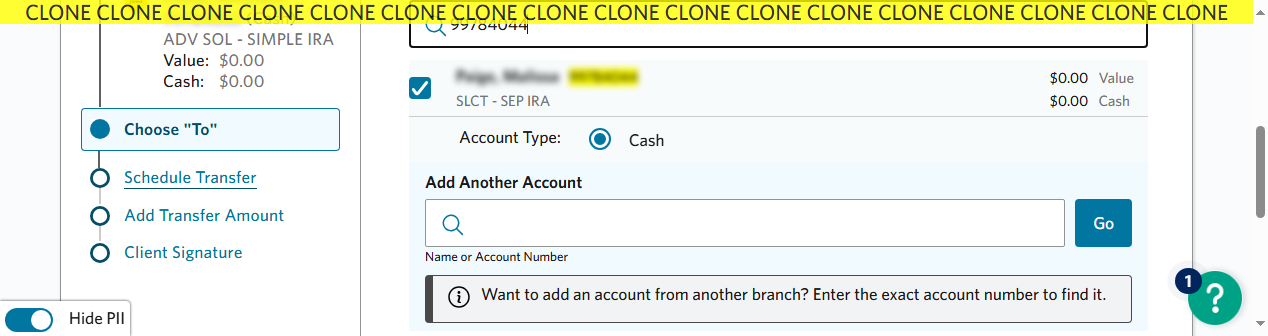 CLONE CLONE CLONE CLONE CLONE CLONE CLONE CLONE CLONE CLONE CLONE CLONE CLONE CLONE CLONE CLONE CLONE
ADV SOL - SIMPLE IRA
Value: $0.00
Cash: $0.00
Choose "To"
Schedule Transfer
Add Transfer Amount
Client Signature
Hide PII
99784044
$0.00 Value
SLCT - SEP IRA
$0.00 Cash
Account Type: Cash
Add Another Account
Go
Name or Account Number
Want to add an account from another branch? Enter the exact account number to find it.
1
?